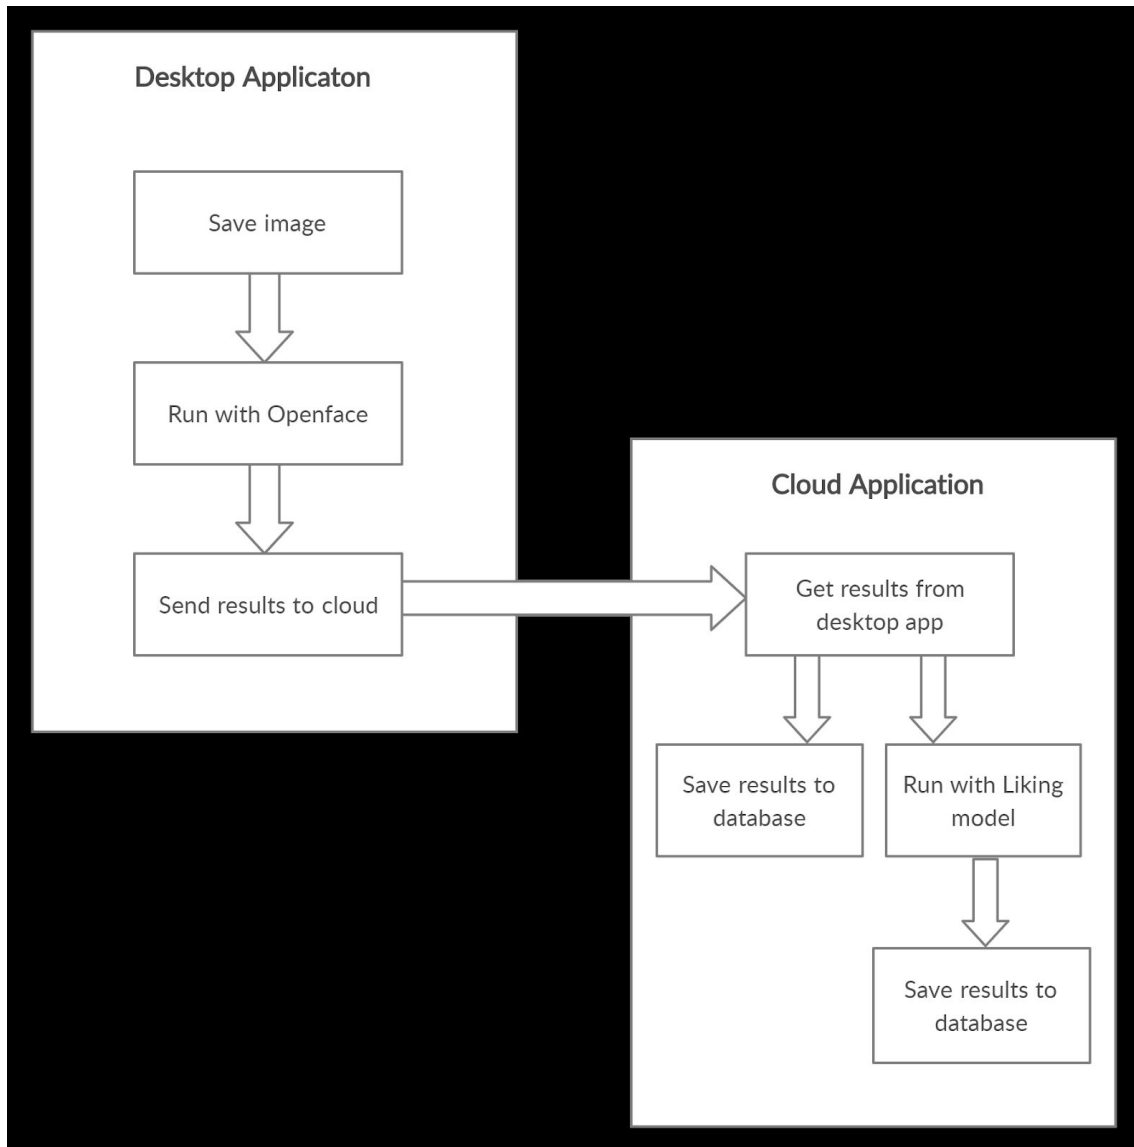 Desktop Applicaton
Save image
Run with Openface
Send results to cloud
Cloud Application
Get results from
desktop app
Save results to
database
Run with Liking
model
Save results to
database